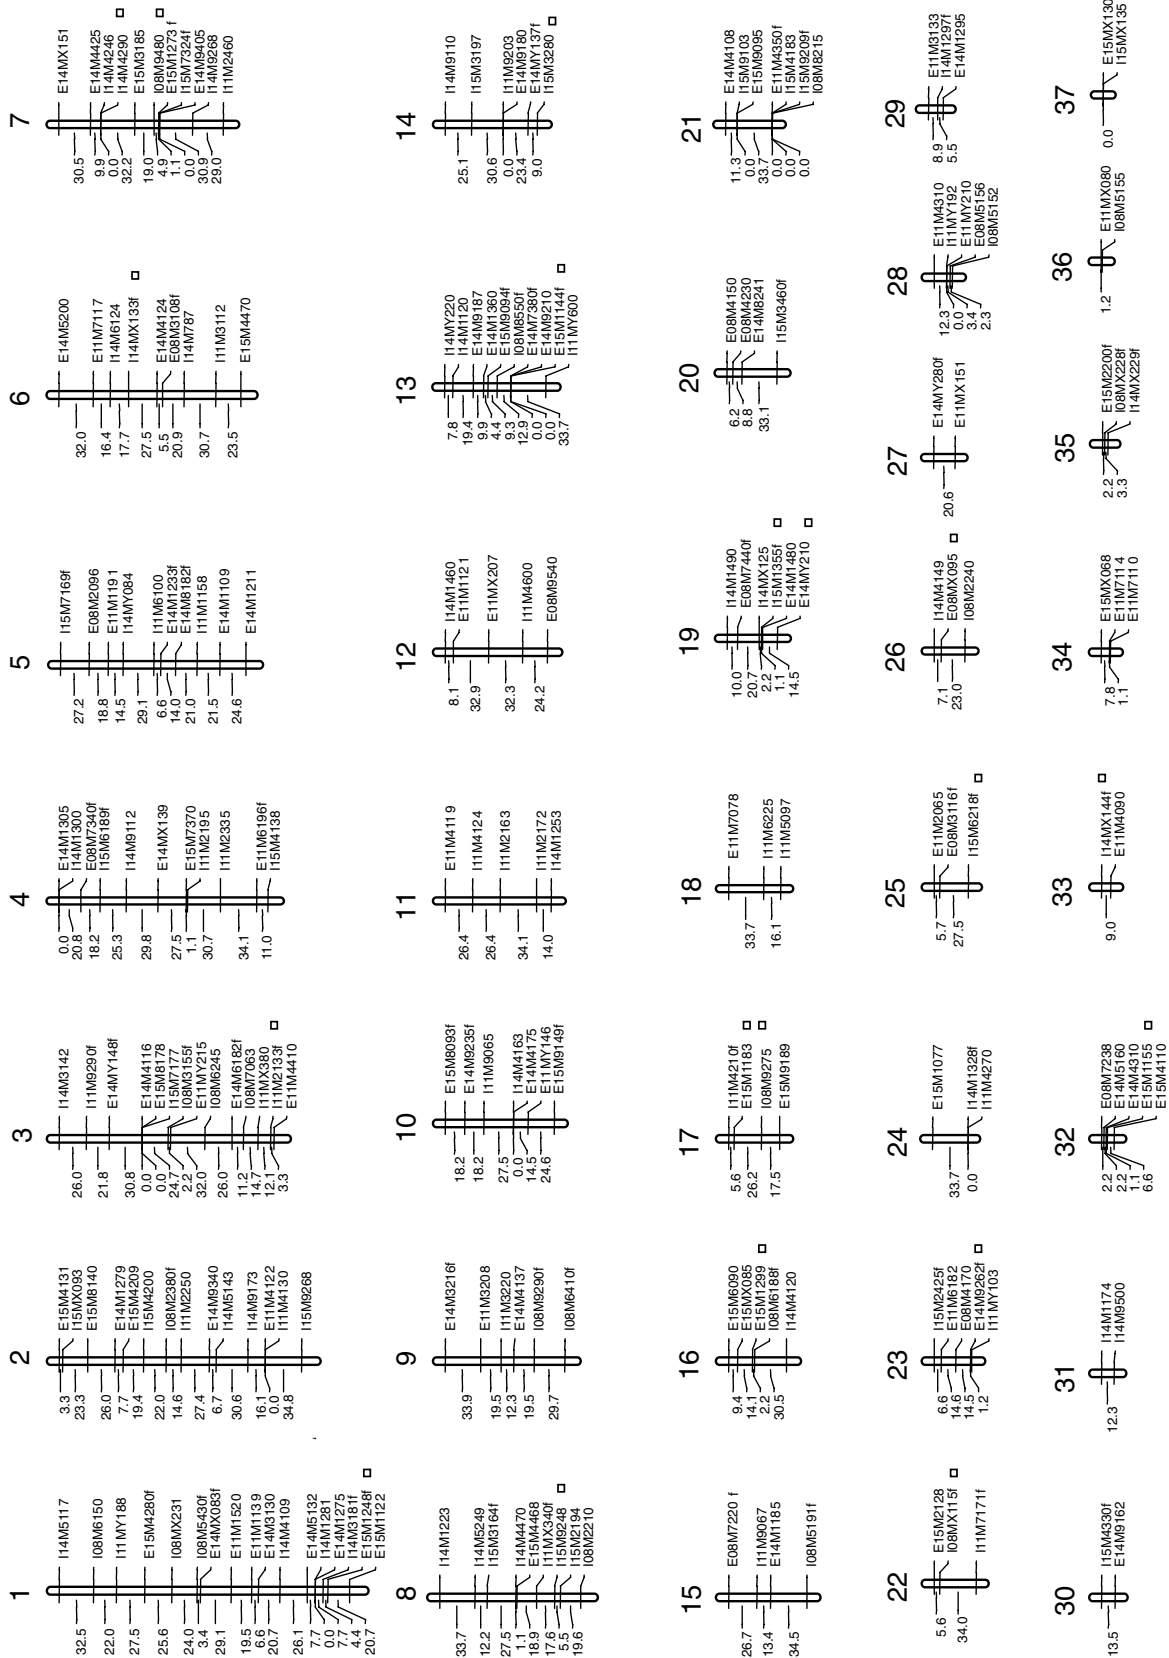 1
32.5
22.0
27.5
25.6
24.0
3.4
29.1
19.5
6.6
20.7
26.1
7.7
0.0
7.7
4.4
20.7
I14M5117
I08M6150
I11MY188
E15M4280f
I08MX231
I08M5430f
E14MX083f
E11M1520
E11M1139
E14M3130
I14M4109
E14M5132
I14M1281
E14M1275
I14M3181f
E15M1248f
E15M1122
2
3.3
23.3
26.0
7.7
19.4
22.0
14.6
27.4
6.7
30.6
16.1
0.0
34.8
E15M4131
I15MX093
E15M8140
E14M1279
E15M4209
I15M4200
I08M2380f
I11M2250
E14M9340
I14M5143
I14M9173
E11M4122
I11M4130
I15M9268
3
26.0
21.8
30.8
0.0
0.0
24.7
2.2
32.0
26.0
11.2
14.7
12.1
3.3
I14M3142
I11M9290f
E14MY148f
E14M4116
E15M8178
I15M7177
I08M3155f
E11MY215
I08M6245
E14M6182f
I08M7063
I11MX380
I11M2133f
E11M4410
4
0.0
20.8
18.2
25.3
29.8
27.5
1.1
30.7
34.1
11.0
E14M1305
I14M1300
E08M7340f
I15M6189f
I14M9112
E14MX139
E15M7370
I11M2195
I11M2335
E11M6196f
I15M4138
5
27.2
18.8
14.5
29.1
6.6
14.0
21.0
21.5
24.6
I15M7169f
E08M2096
E11M1191
I14MY084
I11M6100
E14M1233f
E14M8182f
I11M1158
E14M1109
E14M1211
6
32.0
16.4
17.7
27.5
5.5
20.9
30.7
23.5
E14M5200
E11M7117
I14M6124
I14MX133f
E14M4124
E08M3108f
I14M787
I11M3112
E15M4470
7
30.5
9.9
0.0
32.2
19.0
4.9
1.1
0.0
30.9
29.0
E14MX151
E14M4425
I14M4246
I14M4290
E15M3185
I08M9480
E15M1273 f
I15M7324f
E14M9405
I14M9268
I11M2460
8
33.7
12.2
27.5
1.1
18.9
17.6
5.5
19.6
I14M1223
I14M5249
E15M3164f
I14M4470
E15M4468
I11MX340f
I15M9248
I15M2194
I08M2210
9
33.9
19.5
12.3
19.5
29.7
E14M3216f
E11M3208
I11M3220
E14M4137
I08M9290f
I08M6410f
10
18.2
18.2
27.5
0.0
14.5
24.6
E15M8093f
E14M9235f
I11M9065
I14M4163
E14M4175
E11MY146
E15M9149f
11
26.4
26.4
34.1
14.0
E11M4119
I11M4124
I11M2163
I11M2172
I14M1253
12
8.1
32.9
32.3
24.2
I14M1460
E11M1121
E11MX207
I11M4600
E08M9540
13
7.8
19.4
9.9
4.4
9.3
12.9
0.0
0.0
33.7
I14MY220
I14M1120
E14M9187
E14M1360
E15M9094f
I08M8550f
E14M7380f
E14M9210
E15M1144f
I11MY600
14
25.1
30.6
0.0
23.4
9.0
I14M9110
I15M3197
I11M9203
E14M9180
E14MY137f
I15M3280
15
26.7
13.4
34.5
E08M7220 f
I11M9067
E14M1185
I08M5191f
16
9.4
14.1
2.2
30.5
E15M6090
E15MX085
E15M1299
I08M6188f
I14M4120
17
5.6
26.2
17.5
I11M4210f
E15M1183
I08M9275
E15M9189
18
33.7
16.1
E11M7078
I11M6225
I11M5097
19
10.0
20.7
2.2
1.1
14.5
I14M1490
E08M7440f
I14MX125
I15M1355f
E14M1480
E14MY210
20
6.2
8.8
33.1
E08M4150
E08M4230
E14M8241
I15M3460f
21
11.3
0.0
33.7
0.0
0.0
0.0
E14M4108
I15M9103
E15M9095
E11M4350f
I15M4183
I15M9209f
I08M8215
22
5.6
34.0
E15M2128
I08MX115f
I11M7171f
23
6.6
14.6
14.5
1.2
I15M2425f
E11M6182
E08M4170
E14M9262f
I11MY103
24
33.7
0.0
E15M1077
I14M1328f
I11M4270
25
5.7
27.5
E11M2065
E08M3116f
I15M6218f
26
7.1
23.0
I14M4149
E08MX095
I08M2240
27
20.6
E14MY280f
E11MX151
28
12.3
0.0
3.4
2.3
E11M4310
I11MY192
E11MY210
E08M5156
I08M5152
29
8.9
5.5
E11M3133
I14M1297f
E14M1295
30
13.5
I15M4330f
E14M9162
31
12.3
I14M1174
I14M9500
32
2.2
2.2
1.1
6.6
E08M7238
E14M5160
E14M4310
E15M1155
E15M4110
33
9.0
I14MX144f
E11M4090
34
7.8
1.1
E15MX068
E11M7114
E11M7110
35
2.2
3.3
E15M2200f
I08MX228f
I14MX229f
36
1.2
E11MX080
I08M5155
37
0.0
E15MX130
I15MX135